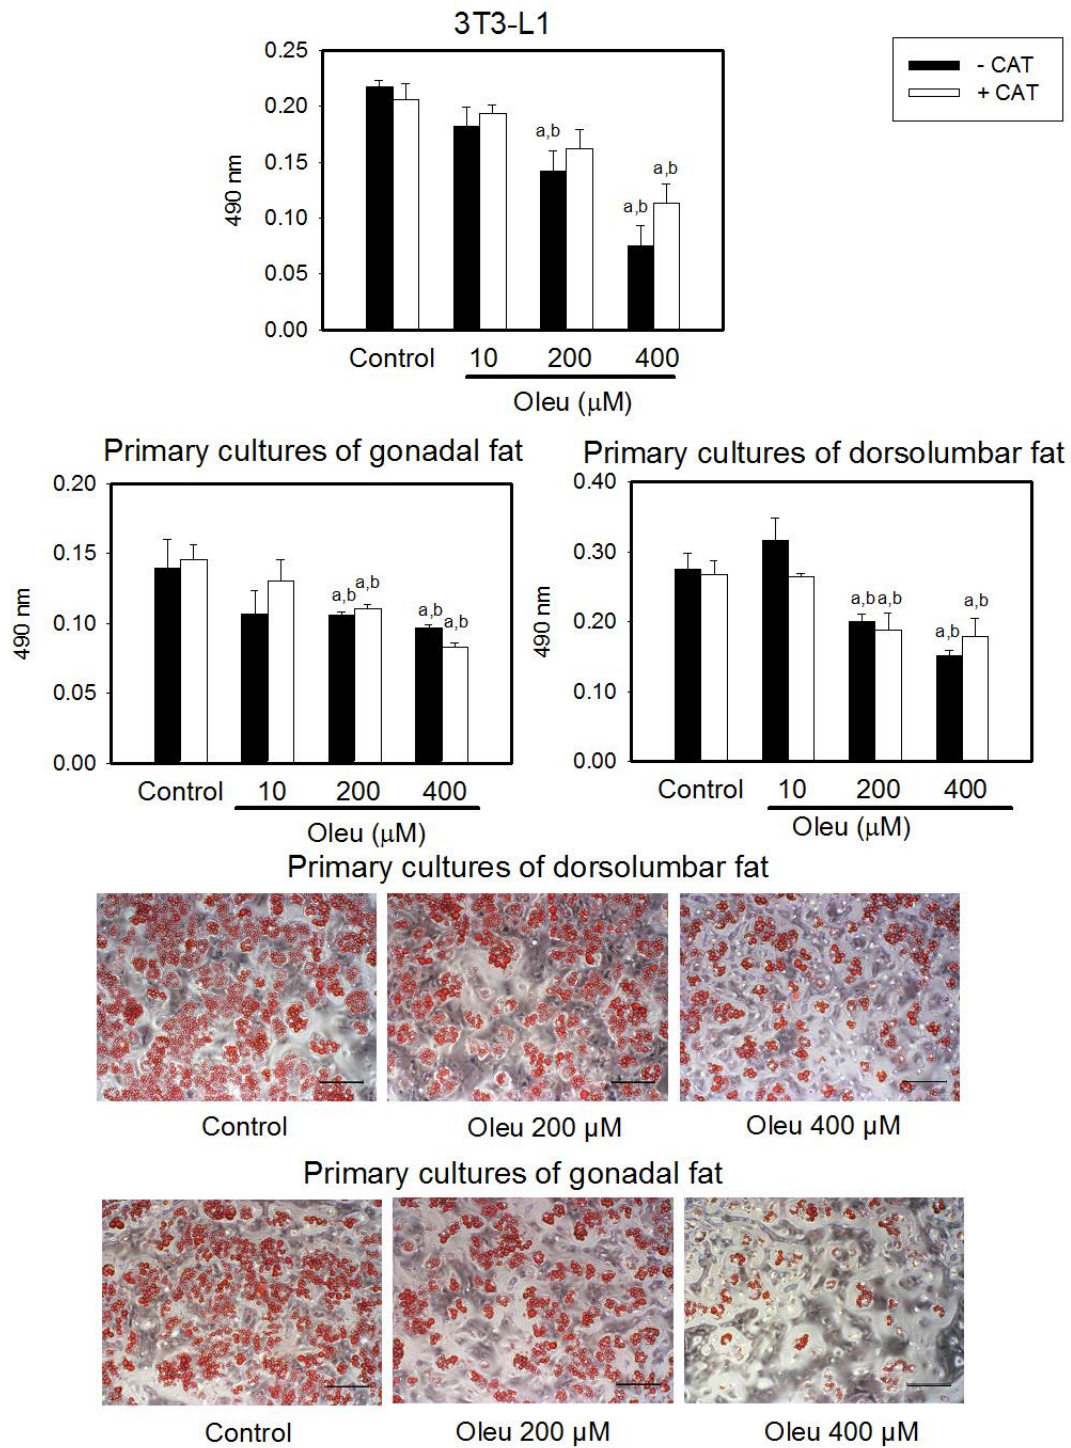 3T3-L1
- CAT
+ CAT
0.25
0.20
0.15
0.10
0.05
0.00
490 nm
a,b
a,b
a,b
Control 10 200 400
Oleu (μM)
Primary cultures of gonadal fat
0.20
0.15
0.10
0.05
0.00
490 nm
a,b a,b a,b a,b
Control 10 200 400
Oleu (μM)
Primary cultures of dorsolumbar fat
0.40
0.30
0.20
0.10
0.00
490 nm
a,b a,b a,b a,b
Control 10 200 400
Oleu (μM)
Primary cultures of dorsolumbar fat
Control Oleu 200 μM Oleu 400 μM
Primary cultures of gonadal fat
Control Oleu 200 μM Oleu 400 μM